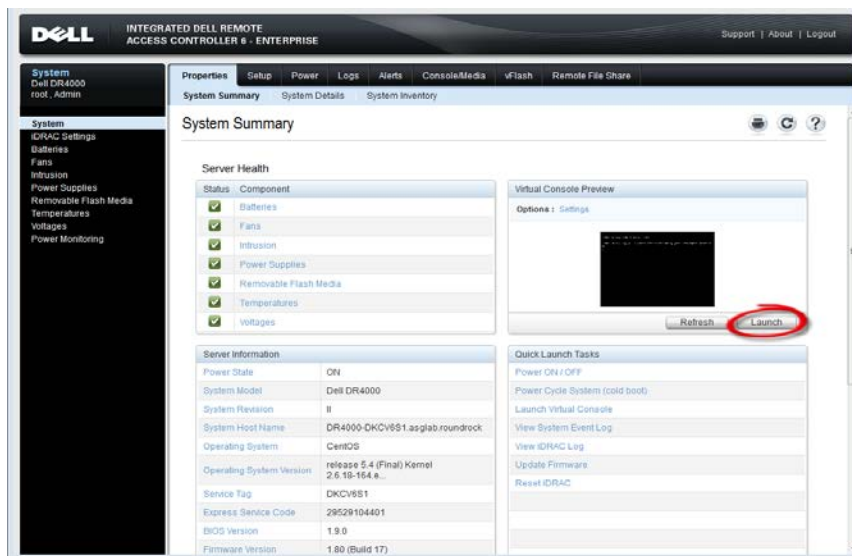 DELL
INTEGRATED DELL REMOTE
ACCESS CONTROLLER 6 - ENTERPRISE
Support | About | Logout
System
Dell DR4000
root , Admin
Properties Setup Power Logs Alerts Console/Media vFlash Remote File Share
System Summary System Details System Inventory
System
iDRAC Settings
Batteries
Fans
Intrusion
Power Supplies
Removable Flash Media
Temperatures
Voltages
Power Monitoring
System Summary
Server Health
Status Component
Batteries
Fans
Intrusion
Power Supplies
Removable Flash Media
Temperatures
Voltages
Virtual Console Preview
Options : Settings
Refresh Launch
Server Information
Power State ON
System Model Dell DR4000
System Revision II
System Host Name DR4000-DKCV6S1.asglab.roundrock
Operating System CentOS
Operating System Version release 5.4 (Final) Kernel
2.6.18-164.e...
Service Tag DKCV6S1
Express Service Code 29529104401
BIOS Version 1.9.0
Firmware Version 1.80 (Build 17)
Quick Launch Tasks
Power ON / OFF
Power Cycle System (cold boot)
Launch Virtual Console
View System Event Log
View iDRAC Log
Update Firmware
Reset iDRAC